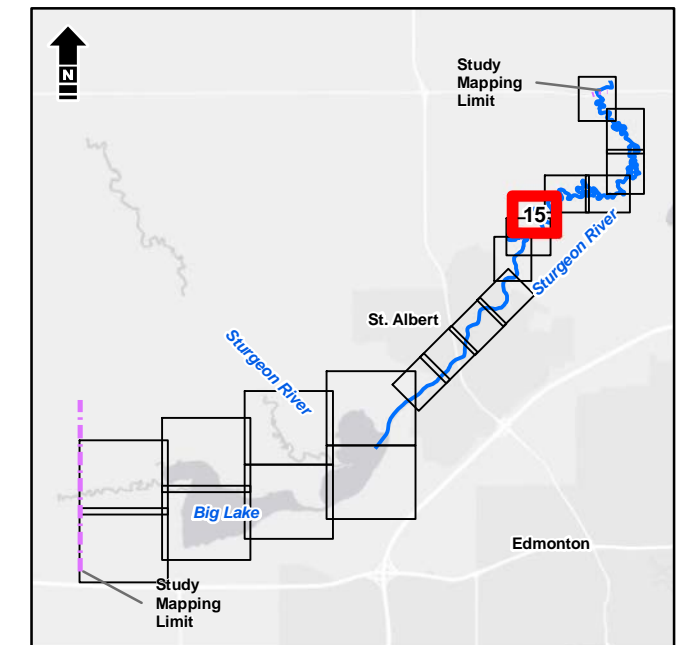 N
Study
Mapping
Limit
15
Sturgeon River
St. Albert
Sturgeon River
Big Lake
Edmonton
Study
Mapping
Limit